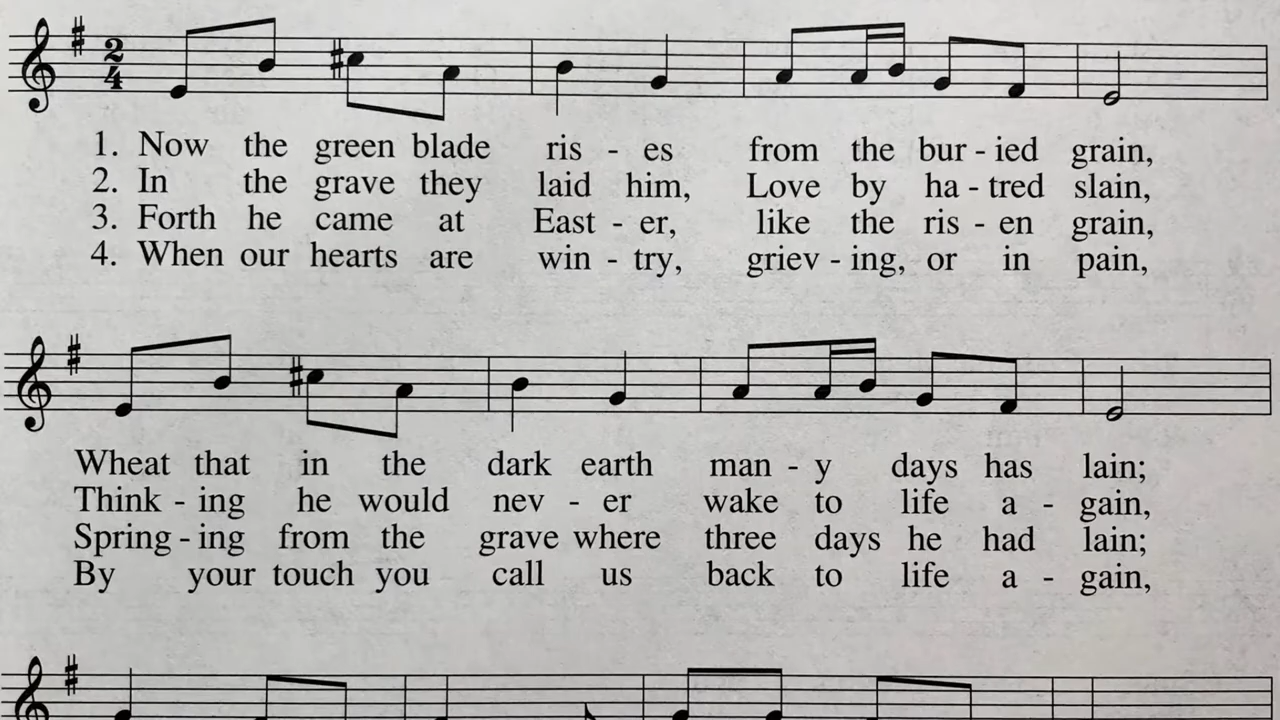 2
4
1. Now the green blade ris - es from the bur - ied grain,
2. In the grave they laid him, Love by ha - tred slain,
3. Forth he came at East - er, like the ris - en grain,
4. When our hearts are win - try, griev - ing, or in pain,
Wheat that in the dark earth man - y days has lain;
Think - ing he would nev - er wake to life a - gain,
Spring - ing from the grave where three days he had lain;
By your touch you call us back to life a - gain,